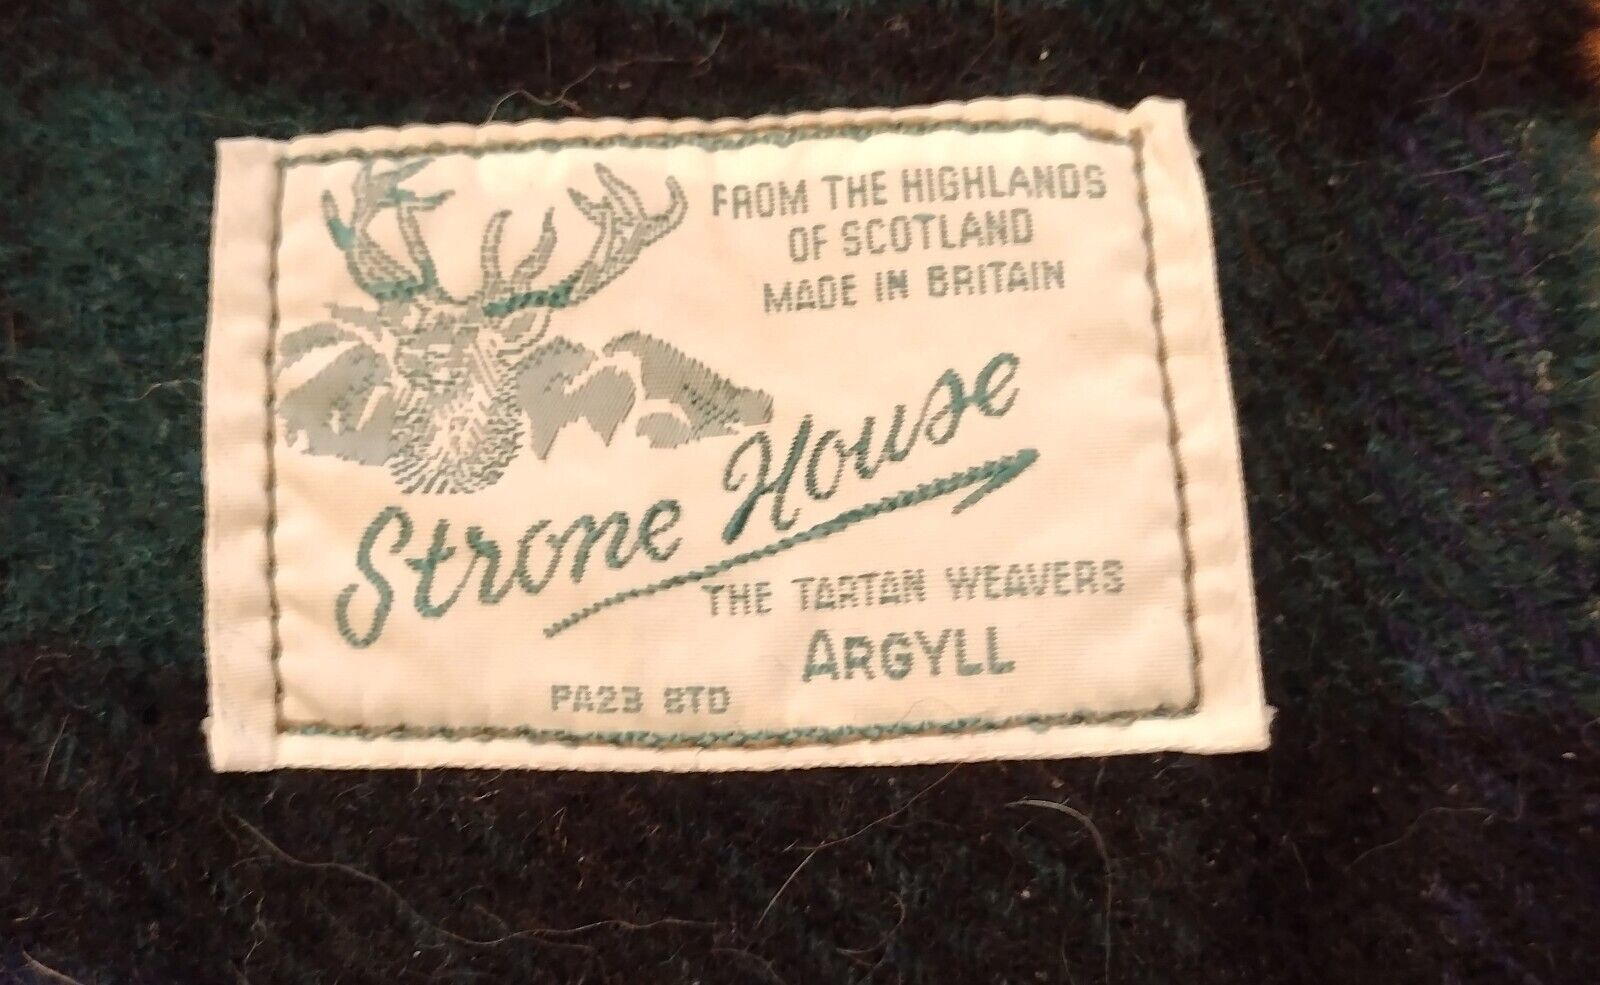 FROM THE HIGHLANDS
OF SCOTLAND
MADE IN BRITAIN
Strone House
THE TARTAN WEAVERS
ARGYLL
PA23 8TD